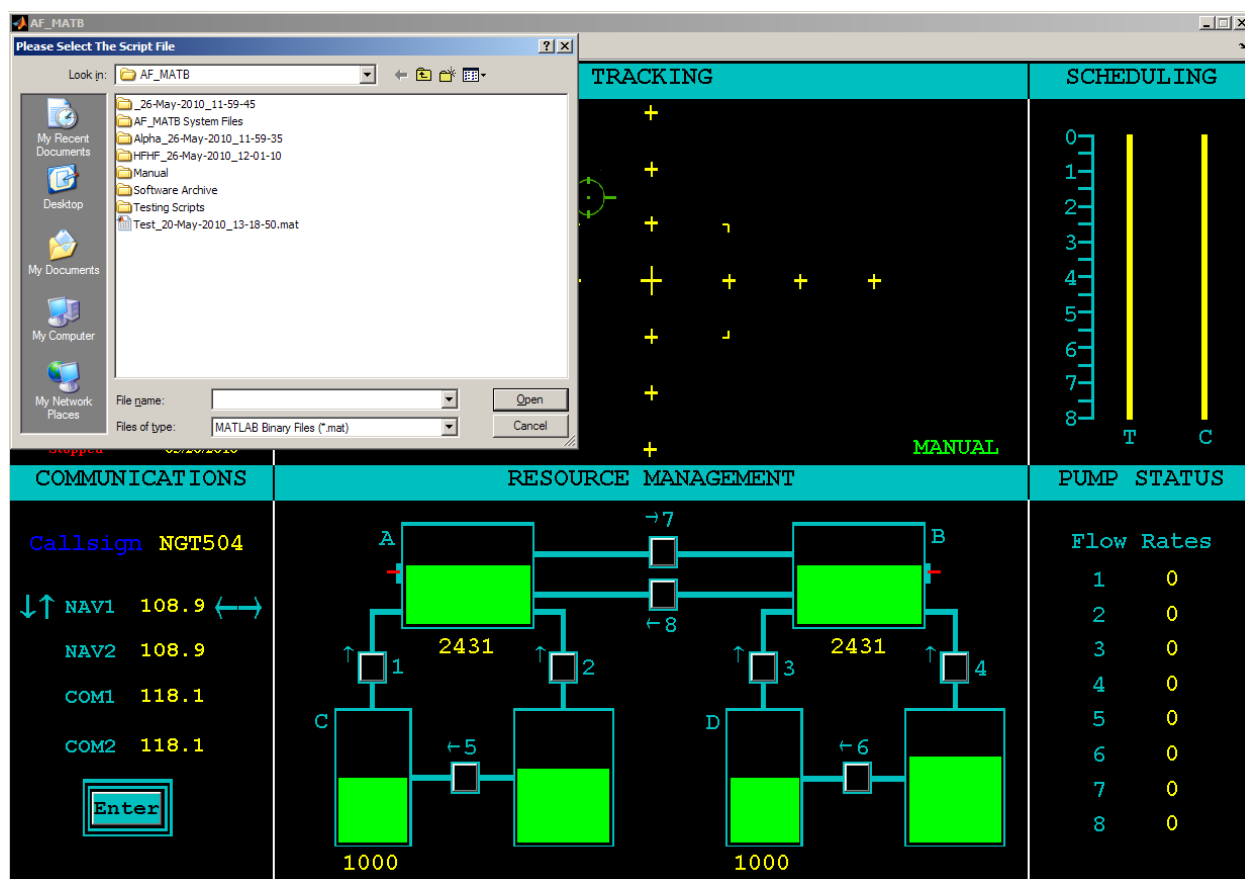 AF_MATB
Please Select The Script File
Look in: AF_MATB
My Recent Documents
Desktop
My Documents
My Computer
My Network Places
_26-May-2010_11-59-45
AF_MATB System Files
Alpha_26-May-2010_11-59-35
HFHF_26-May-2010_12-01-10
Manual
Software Archive
Testing Scripts
Test_20-May-2010_13-18-50.mat
File name: Open
Files of type: MATLAB Binary Files (*.mat) Cancel
TRACKING
MANUAL
SCHEDULING
0
1
2
3
4
5
6
7
8
T C
COMMUNICATIONS
Callsign NGT504
↓↑ NAV1 108.9 ←→
NAV2 108.9
COM1 118.1
COM2 118.1
Enter
RESOURCE MANAGEMENT
→7
A B
←8
2431 2431
↑ 1 ↑ 2 ↑ 3 ↑ 4
C D
←5 ←6
1000 1000
PUMP STATUS
Flow Rates
1 0
2 0
3 0
4 0
5 0
6 0
7 0
8 0